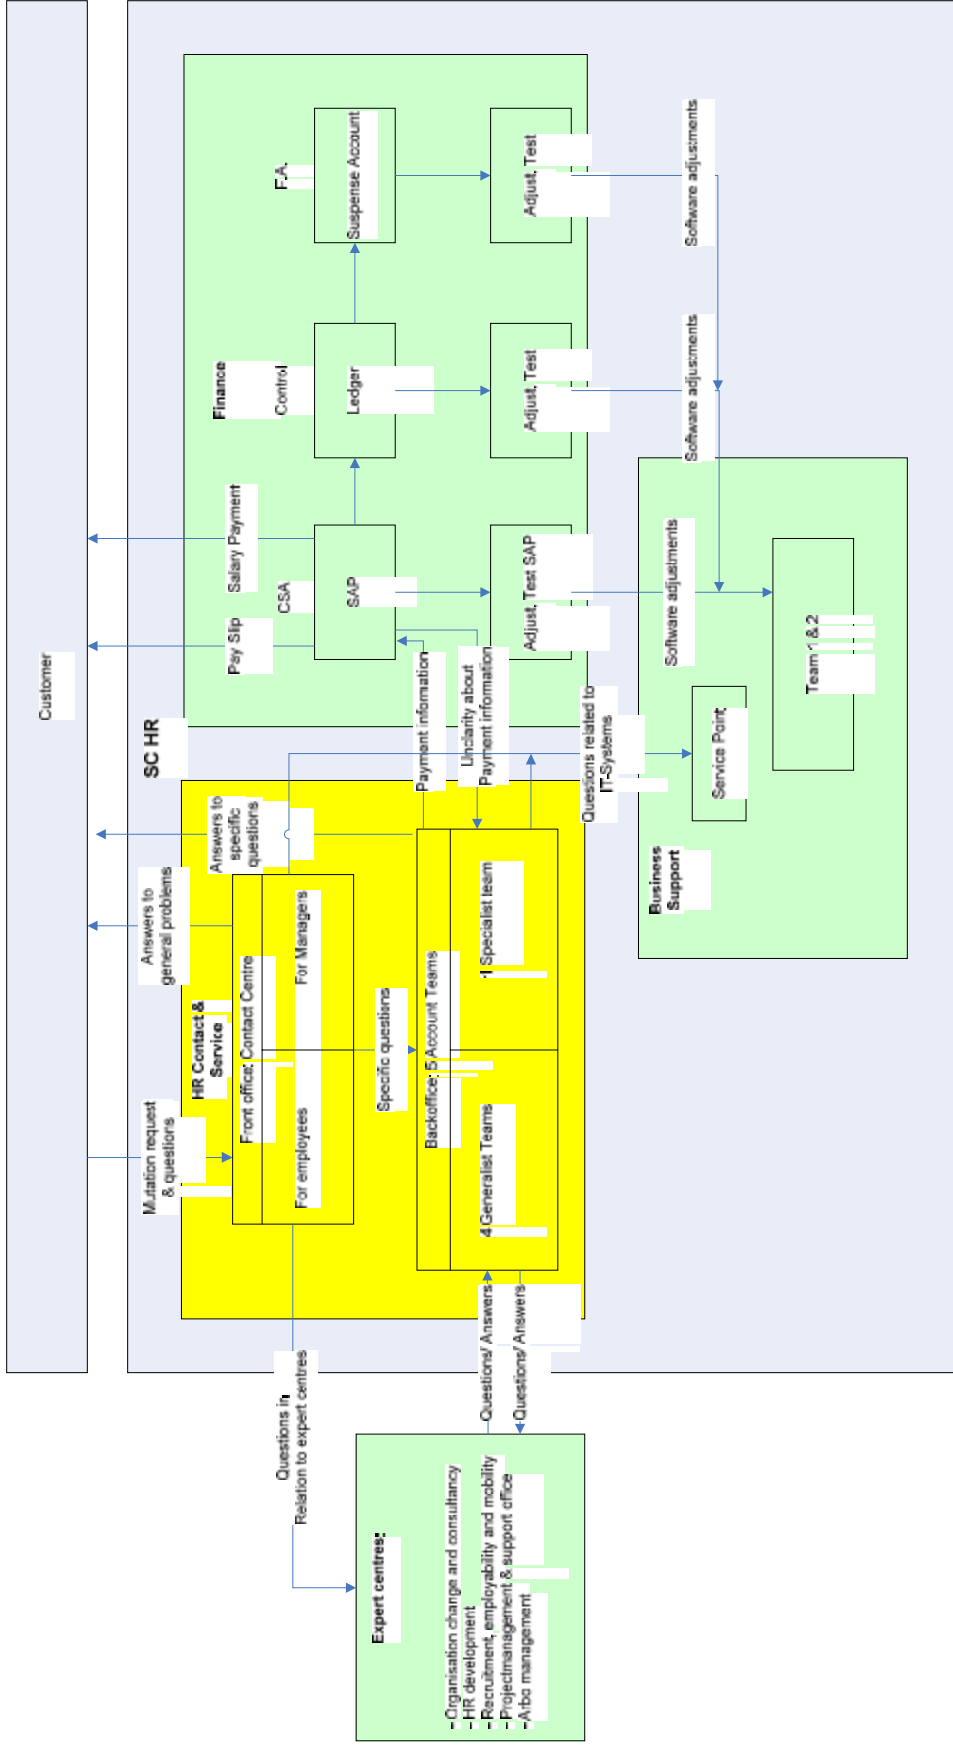 Customer
SC HR
Mutation request
& questions
Answers to
general problems
Answers to
specific
questions
Pay Slip
Salary Payment
HR Contact &
Service
Front office: Contact Centre
For employees
For Managers
Specific questions
Backoffice: 5 Account Teams
4 Generalist Teams
1 Specialist team
Finance
CSA
Control
F.A.
SAP
Ledger
Suspense Account
Payment information
Unclarity about
Payment information
Adjust, Test SAP
Adjust, Test
Adjust, Test
Questions related to
IT-Systems
Software adjustments
Software adjustments
Software adjustments
Business
Support
Service Point
Team 1 & 2
Questions in
Relation to expert centres
Questions/ Answers
Questions/ Answers
Expert centres:
-Organisation change and consultancy
- HR development
-Recruitment, employability and mobility
-Projectmanagement & support office
-Arbo management